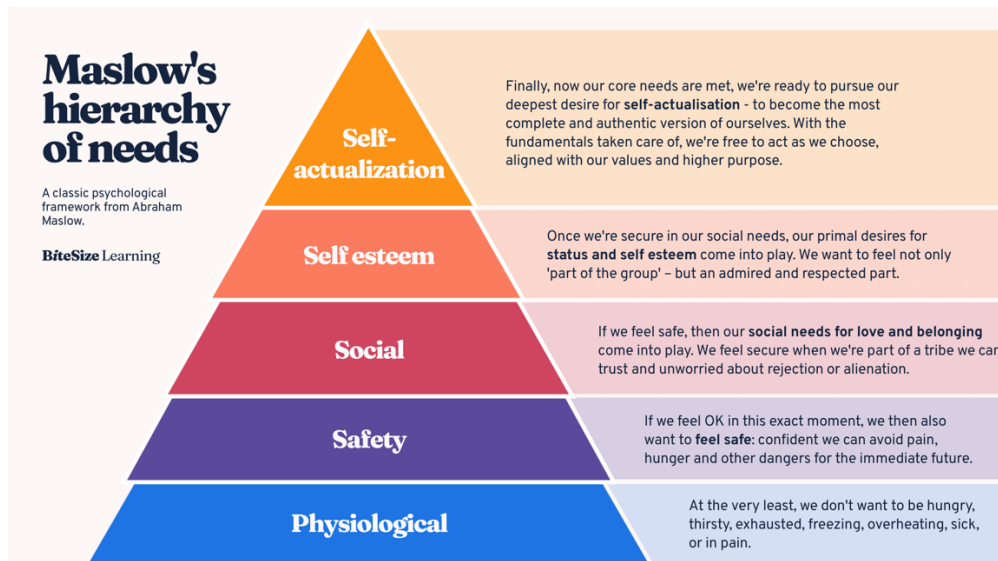 Maslow's
hierarchy
of needs
A classic psychological
framework from Abraham
Maslow.
BiteSize Learning
Self-
actualization
Finally, now our core needs are met, we're ready to pursue our
deepest desire for self-actualisation - to become the most
complete and authentic version of ourselves. With the
fundamentals taken care of, we're free to act as we choose,
aligned with our values and higher purpose.
Self esteem
Once we're secure in our social needs, our primal desires for
status and self esteem come into play. We want to feel not only
'part of the group' – but an admired and respected part.
Social
If we feel safe, then our social needs for love and belonging
come into play. We feel secure when we're part of a tribe we can
trust and unworried about rejection or alienation.
Safety
If we feel OK in this exact moment, we then also
want to feel safe: confident we can avoid pain,
hunger and other dangers for the immediate future.
Physiological
At the very least, we don't want to be hungry,
thirsty, exhausted, freezing, overheating, sick,
or in pain.